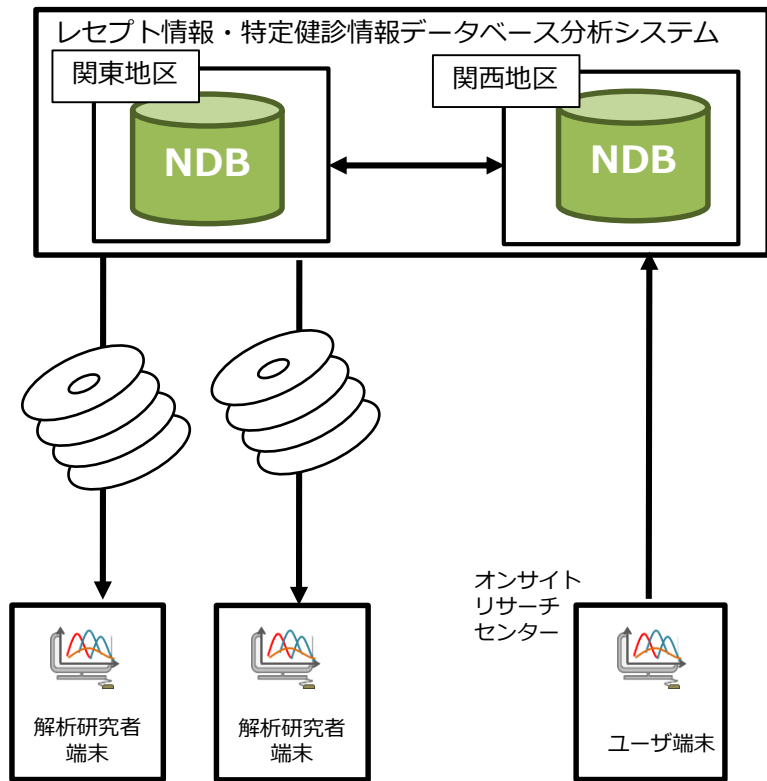 レセプト情報・特定健診情報データベース分析システム
関東地区
関西地区
NDB
NDB
オンサイト
リサーチ
センター
解析研究者
端末
解析研究者
端末
ユーザ端末